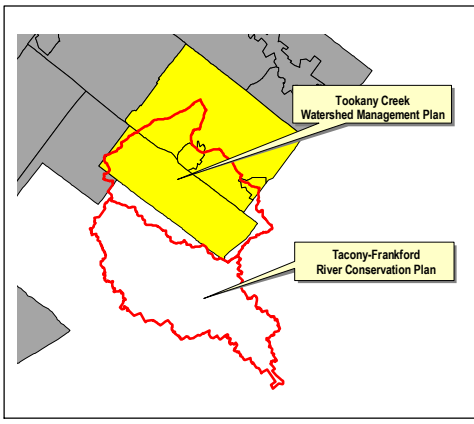 Tookany Creek
Watershed Management Plan
Tacony-Frankford
River Conservation Plan